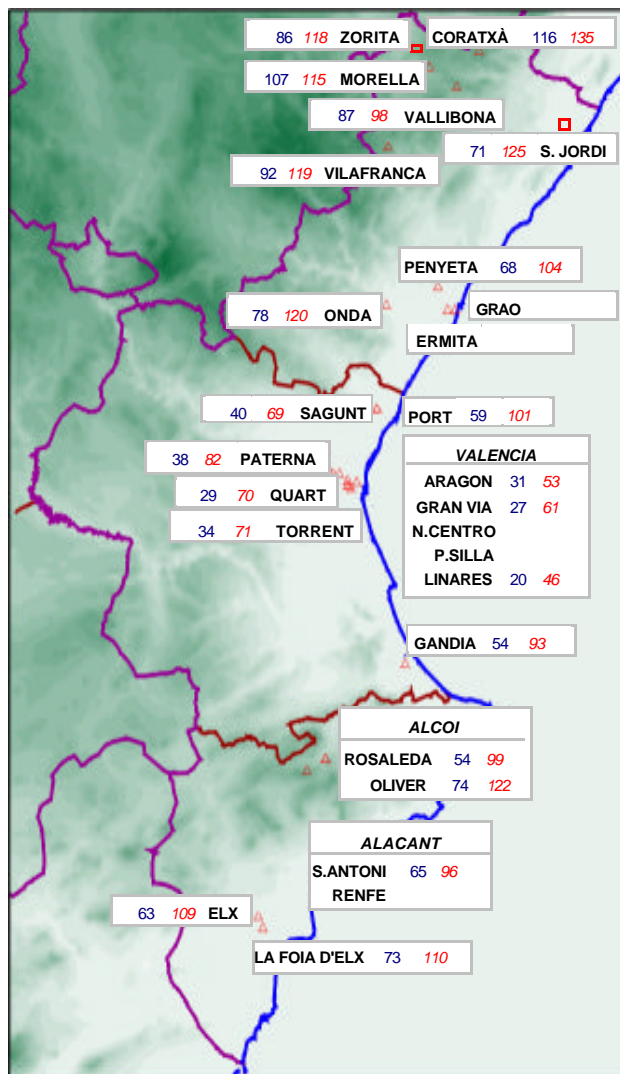 86 118 ZORITA
CORATXÀ 116 135
107 115 MORELLA
87 98 VALLIBONA
71 125 S. JORDI
92 119 VILAFRANCA
PENYETA 68 104
78 120 ONDA
GRAO
ERMITA
40 69 SAGUNT
PORT 59 101
VALENCIA
38 82 PATERNA
ARAGON 31 53
29 70 QUART
GRAN VIA 27 61
34 71 TORRENT
N.CENTRO
P.SILLA
LINARES 20 46
GANDIA 54 93
ALCOI
ROSALEDA 54 99
OLIVER 74 122
ALACANT
S.ANTONI 65 96
RENFE
63 109 ELX
LA FOIA D'ELX 73 110